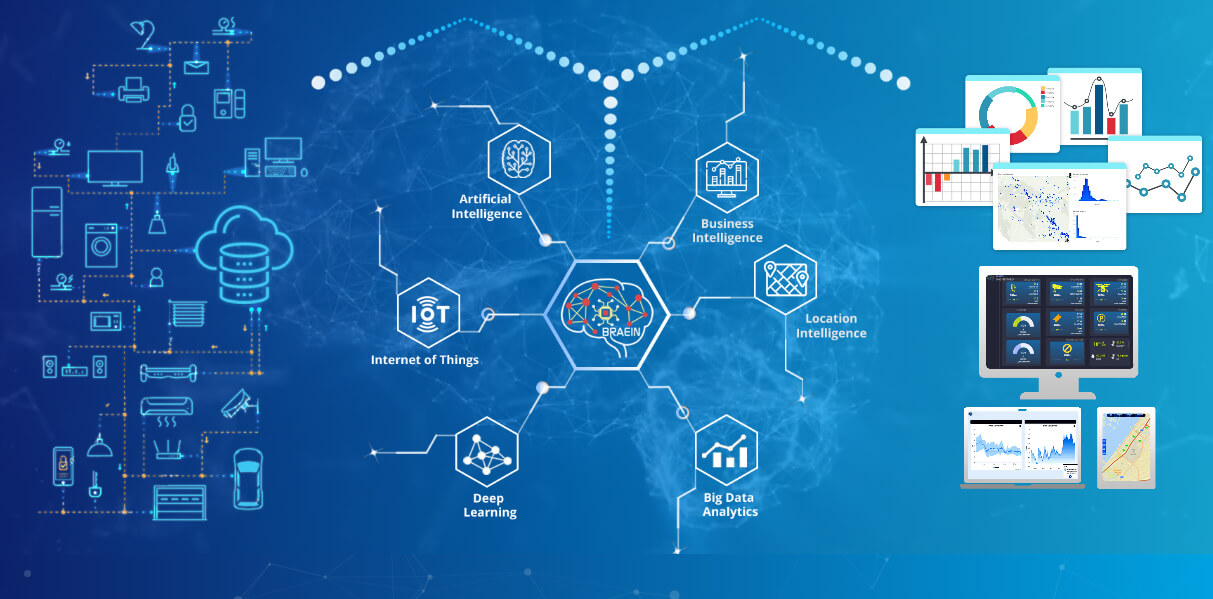 Artificial
Intelligence
Business
Intelligence
IoT
Internet of Things
BRAEIN
Location
Intelligence
Deep
Learning
Big Data
Analytics